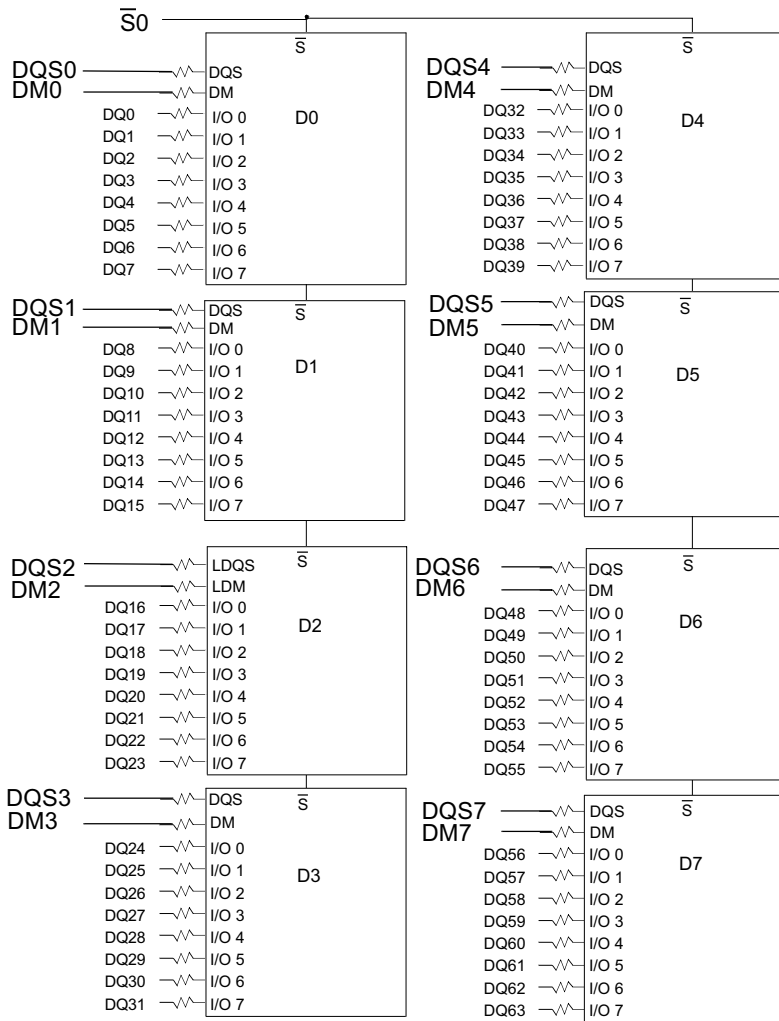 S̅0
S̅
DQS0 DQS
DM0 DM
D0
DQ0 I/O 0
DQ1 I/O 1
DQ2 I/O 2
DQ3 I/O 3
DQ4 I/O 4
DQ5 I/O 5
DQ6 I/O 6
DQ7 I/O 7
S̅
DQS1 DQS
DM1 DM
DQ8 I/O 0
D1
DQ9 I/O 1
DQ10 I/O 2
DQ11 I/O 3
DQ12 I/O 4
DQ13 I/O 5
DQ14 I/O 6
DQ15 I/O 7
S̅
DQS2 LDQS
DM2 LDM
DQ16 I/O 0
D2
DQ17 I/O 1
DQ18 I/O 2
DQ19 I/O 3
DQ20 I/O 4
DQ21 I/O 5
DQ22 I/O 6
DQ23 I/O 7
S̅
DQS3 DQS
DM3 DM
DQ24 I/O 0
DQ25 I/O 1
D3
DQ26 I/O 2
DQ27 I/O 3
DQ28 I/O 4
DQ29 I/O 5
DQ30 I/O 6
DQ31 I/O 7
S̅
DQS4 DQS
DM4 DM
DQ32 I/O 0
D4
DQ33 I/O 1
DQ34 I/O 2
DQ35 I/O 3
DQ36 I/O 4
DQ37 I/O 5
DQ38 I/O 6
DQ39 I/O 7
S̅
DQS5 DQS
DM5 DM
DQ40 I/O 0
DQ41 I/O 1
D5
DQ42 I/O 2
DQ43 I/O 3
DQ44 I/O 4
DQ45 I/O 5
DQ46 I/O 6
DQ47 I/O 7
S̅
DQS6 DQS
DM6 DM
DQ48 I/O 0
D6
DQ49 I/O 1
DQ50 I/O 2
DQ51 I/O 3
DQ52 I/O 4
DQ53 I/O 5
DQ54 I/O 6
DQ55 I/O 7
S̅
DQS7 DQS
DM7 DM
DQ56 I/O 0
D7
DQ57 I/O 1
DQ58 I/O 2
DQ59 I/O 3
DQ60 I/O 4
DQ61 I/O 5
DQ62 I/O 6
DQ63 I/O 7